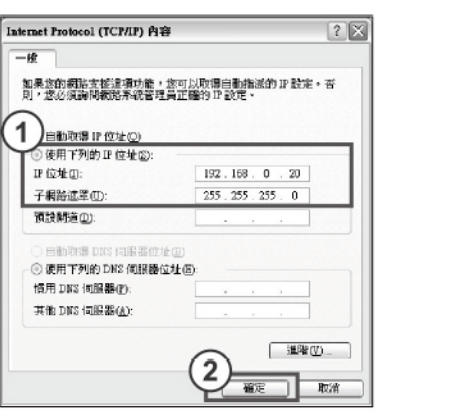 Internet Protocol (TCP/IP) 內容
一般
如果您的網路支援這項功能，您可以取得自動指派的 IP 設定。否
則，您必須詢問網路系統管理員正確的 IP 設定。
1
自動取得 IP 位址(O)
使用下列的 IP 位址(S):
IP 位址(I): 192 . 168 . 0 . 20
子網路遮罩(U): 255 . 255 . 255 . 0
預設閘道(D):
自動取得 DNS 伺服器位址(B)
使用下列的 DNS 伺服器位址(E):
慣用 DNS 伺服器(P):
其他 DNS 伺服器(A):
進階(V)...
2
確定
取消